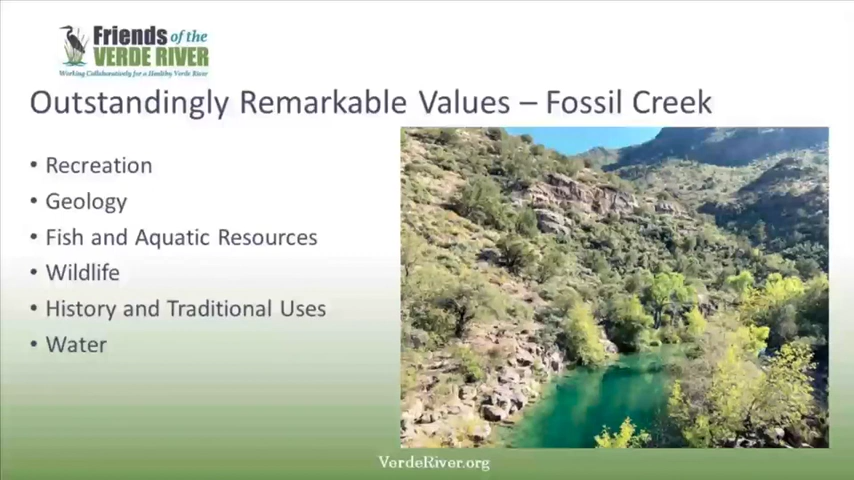 Friends of the
VERDE RIVER
Working Collaboratively for a Healthy Verde River
Outstandingly Remarkable Values – Fossil Creek
• Recreation
• Geology
• Fish and Aquatic Resources
• Wildlife
• History and Traditional Uses
• Water
VerdeRiver.org